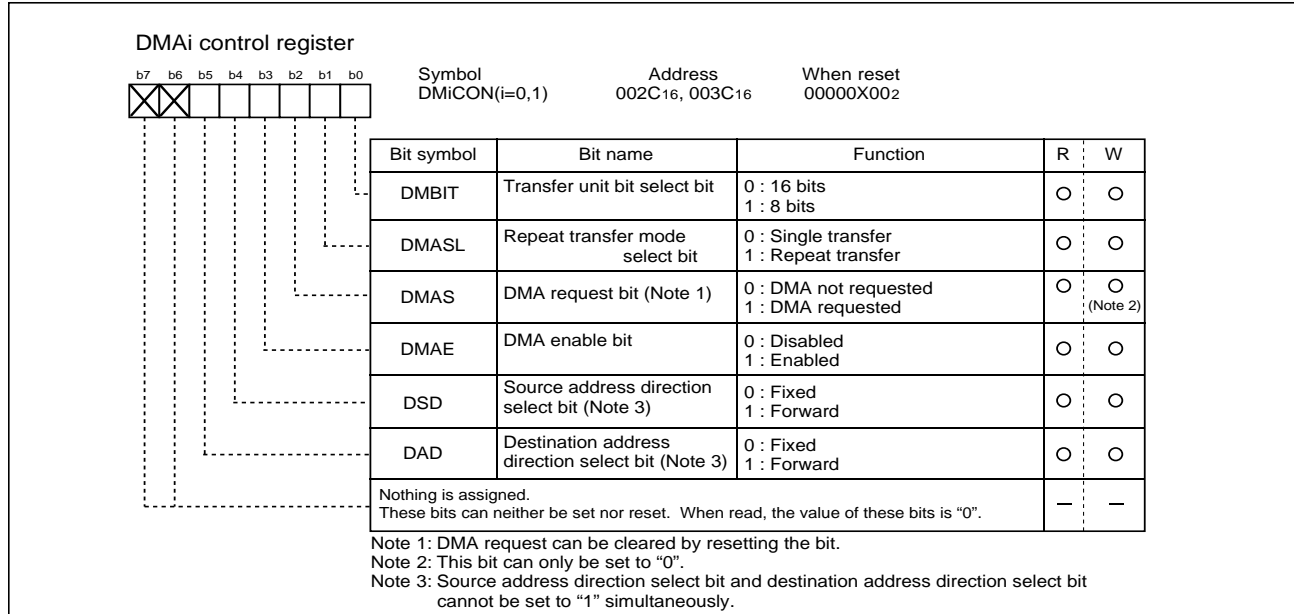 DMAi control register
b7 b6 b5 b4 b3 b2 b1 b0
Symbol Address When reset
DMiCON(i=0,1) 002C16, 003C16 00000X002
Bit symbol Bit name Function R W
DMBIT Transfer unit bit select bit 0 : 16 bits
1 : 8 bits
DMASL Repeat transfer mode
select bit 0 : Single transfer
1 : Repeat transfer
DMAS DMA request bit (Note 1) 0 : DMA not requested
1 : DMA requested (Note 2)
DMAE DMA enable bit 0 : Disabled
1 : Enabled
DSD Source address direction
select bit (Note 3) 0 : Fixed
1 : Forward
DAD Destination address
direction select bit (Note 3) 0 : Fixed
1 : Forward
Nothing is assigned.
These bits can neither be set nor reset. When read, the value of these bits is “0”.
Note 1: DMA request can be cleared by resetting the bit.
Note 2: This bit can only be set to “0”.
Note 3: Source address direction select bit and destination address direction select bit
cannot be set to “1” simultaneously.